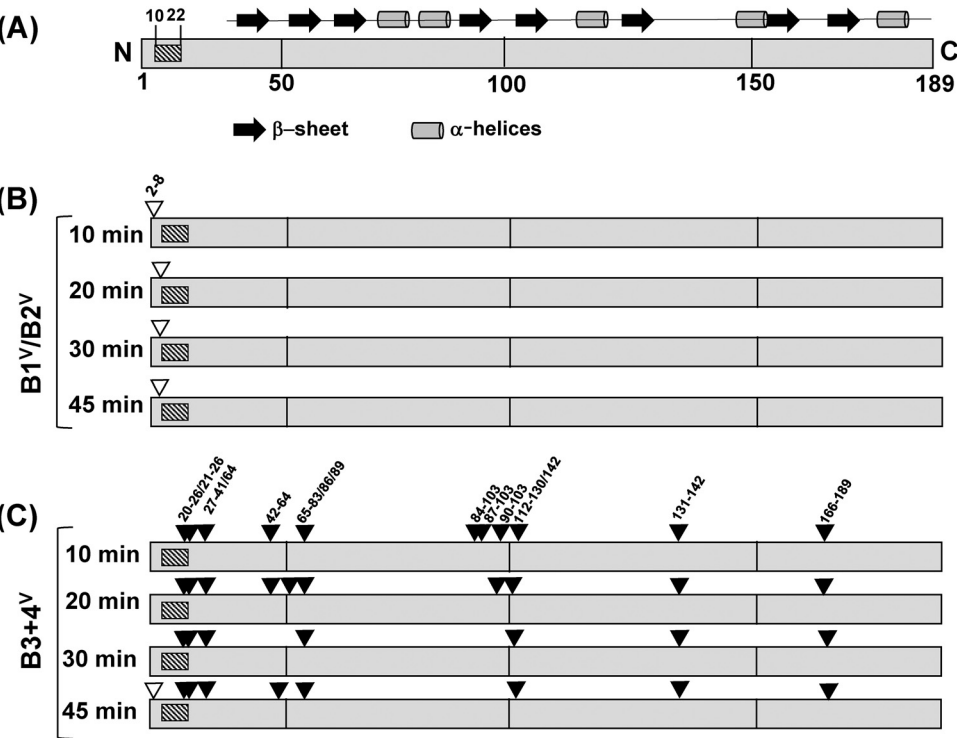 (A)
10 22
N C
1 50 100 150 189
β–sheet α-helices
(B)
2-8
B1V/B2V
10 min
20 min
30 min
45 min
(C)
20-26/21-26
27-41/64
42-64
65-83/86/89
84-103
87-103
90-103
112-130/142
131-142
166-189
B3+4V
10 min
20 min
30 min
45 min